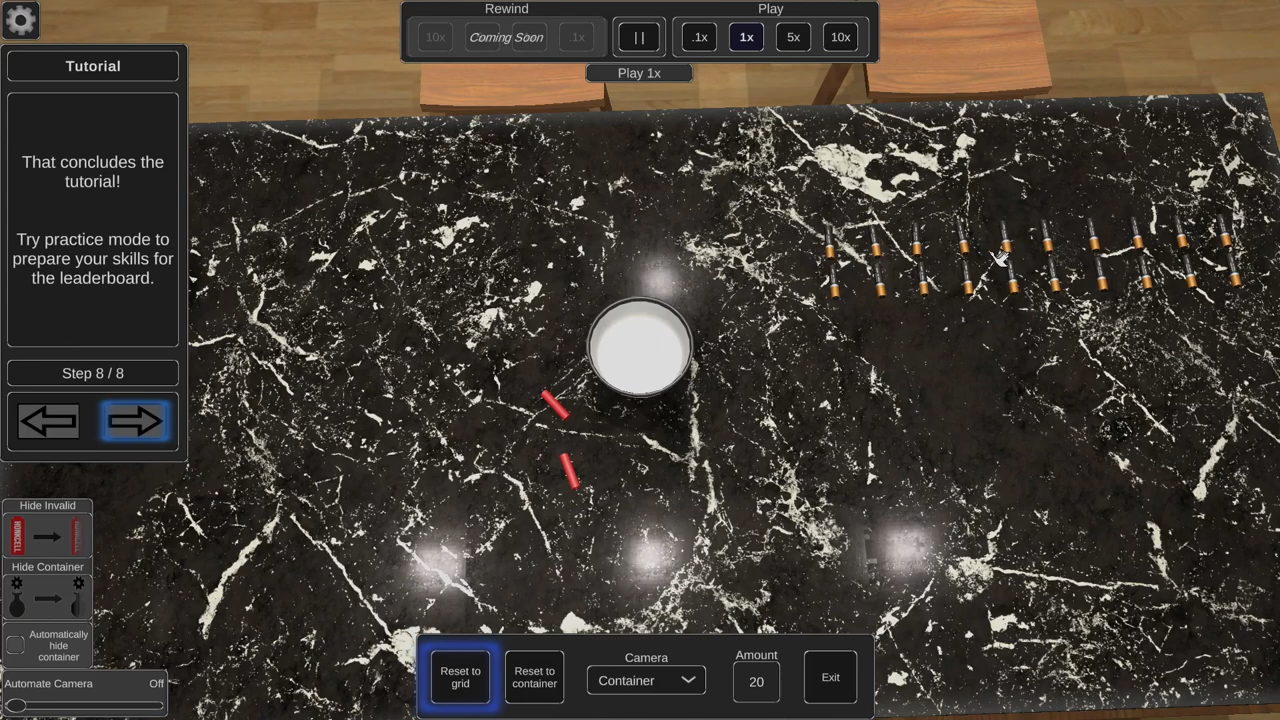 Rewind
Play
10x
Coming Soon
.1x
||
.1x
1x
5x
10x
Play 1x
Tutorial
That concludes the
tutorial!
Try practice mode to
prepare your skills for
the leaderboard.
Step 8 / 8
Hide Invalid
Hide Container
Automatically
hide
container
Automate Camera
Off
Reset to
grid
Reset to
container
Camera
Container
Amount
20
Exit